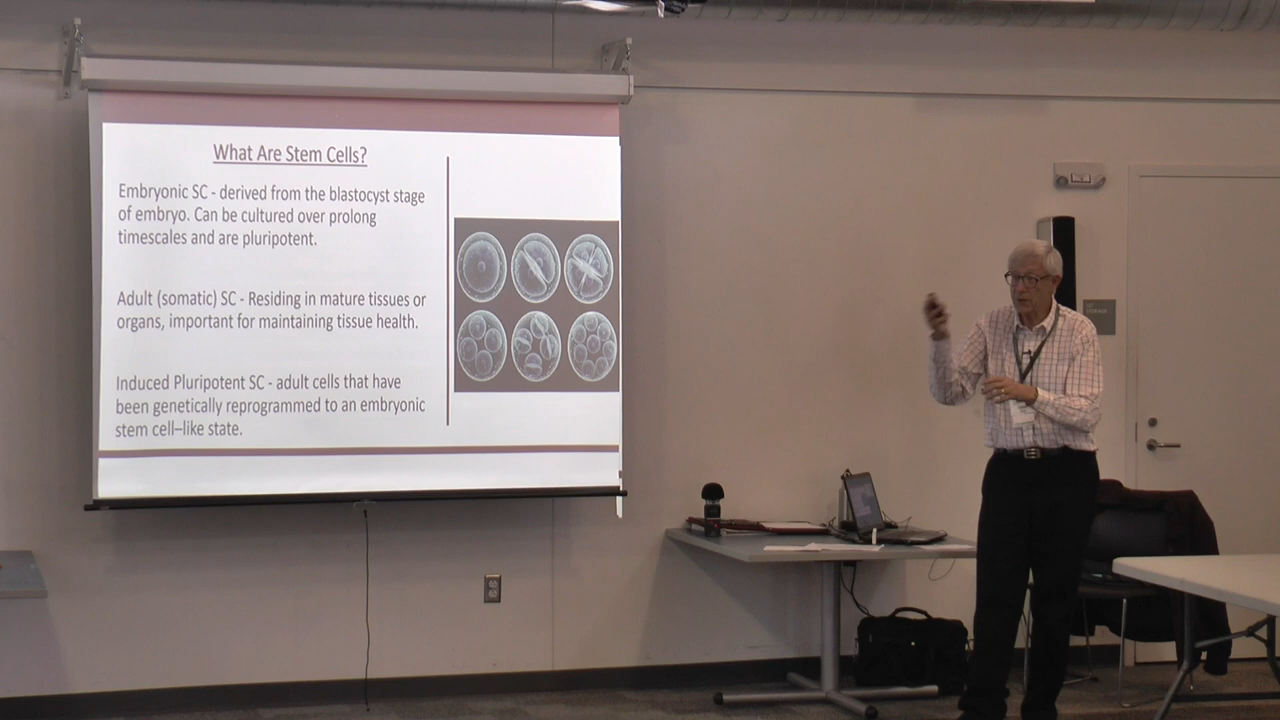 What Are Stem Cells?
Embryonic SC - derived from the blastocyst stage
of embryo. Can be cultured over prolong
timescales and are pluripotent.
Adult (somatic) SC - Residing in mature tissues or
organs, important for maintaining tissue health.
Induced Pluripotent SC - adult cells that have
been genetically reprogrammed to an embryonic
stem cell–like state.